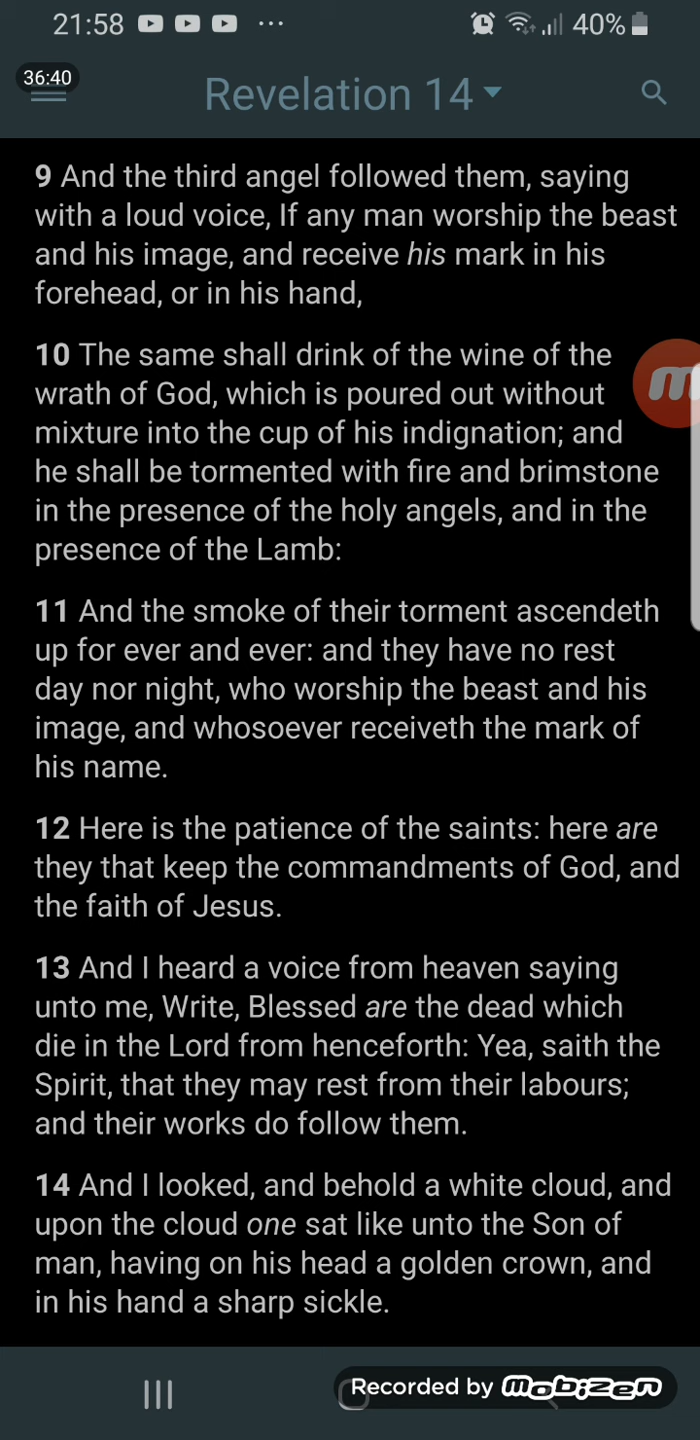 21:58 ... 40%
36:40
Revelation 14
9 And the third angel followed them, saying
with a loud voice, If any man worship the beast
and his image, and receive his mark in his
forehead, or in his hand,
10 The same shall drink of the wine of the
wrath of God, which is poured out without
mixture into the cup of his indignation; and
he shall be tormented with fire and brimstone
in the presence of the holy angels, and in the
presence of the Lamb:
11 And the smoke of their torment ascendeth
up for ever and ever: and they have no rest
day nor night, who worship the beast and his
image, and whosoever receiveth the mark of
his name.
12 Here is the patience of the saints: here are
they that keep the commandments of God, and
the faith of Jesus.
13 And I heard a voice from heaven saying
unto me, Write, Blessed are the dead which
die in the Lord from henceforth: Yea, saith the
Spirit, that they may rest from their labours;
and their works do follow them.
14 And I looked, and behold a white cloud, and
upon the cloud one sat like unto the Son of
man, having on his head a golden crown, and
in his hand a sharp sickle.
Recorded by mobizen